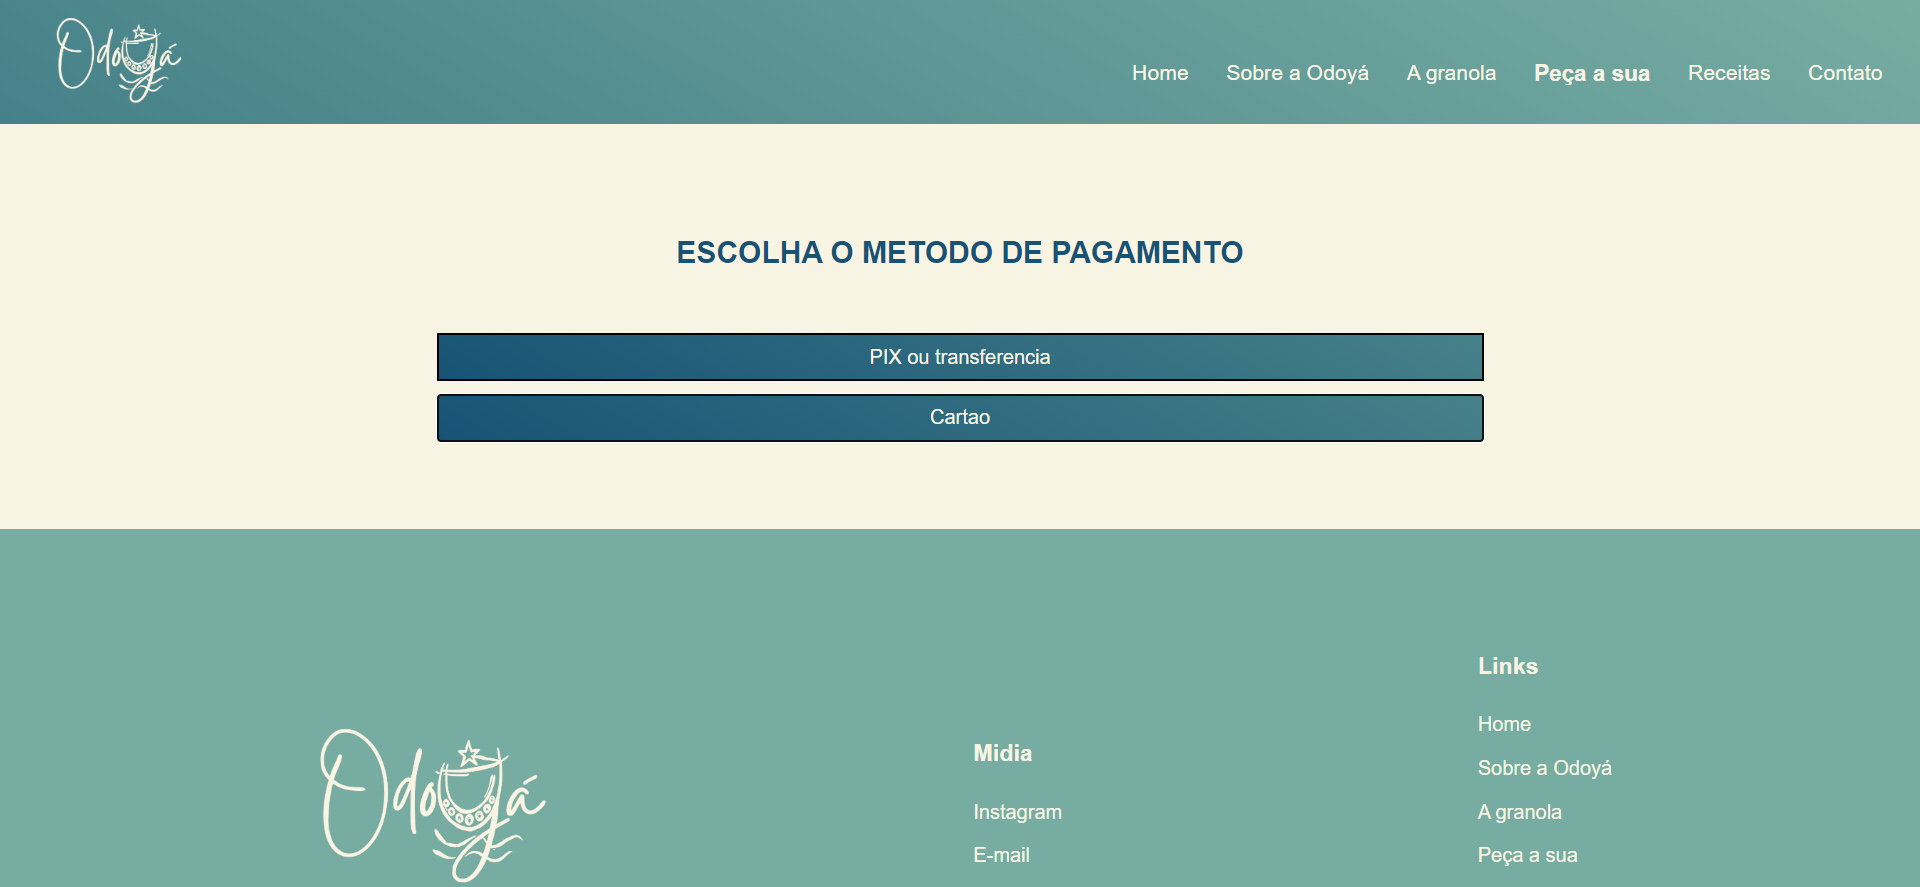 Odoyá
Home Sobre a Odoyá A granola Peça a sua Receitas Contato
ESCOLHA O METODO DE PAGAMENTO
PIX ou transferencia
Cartao
Odoyá
Midia
Instagram
E-mail
Links
Home
Sobre a Odoyá
A granola
Peça a sua